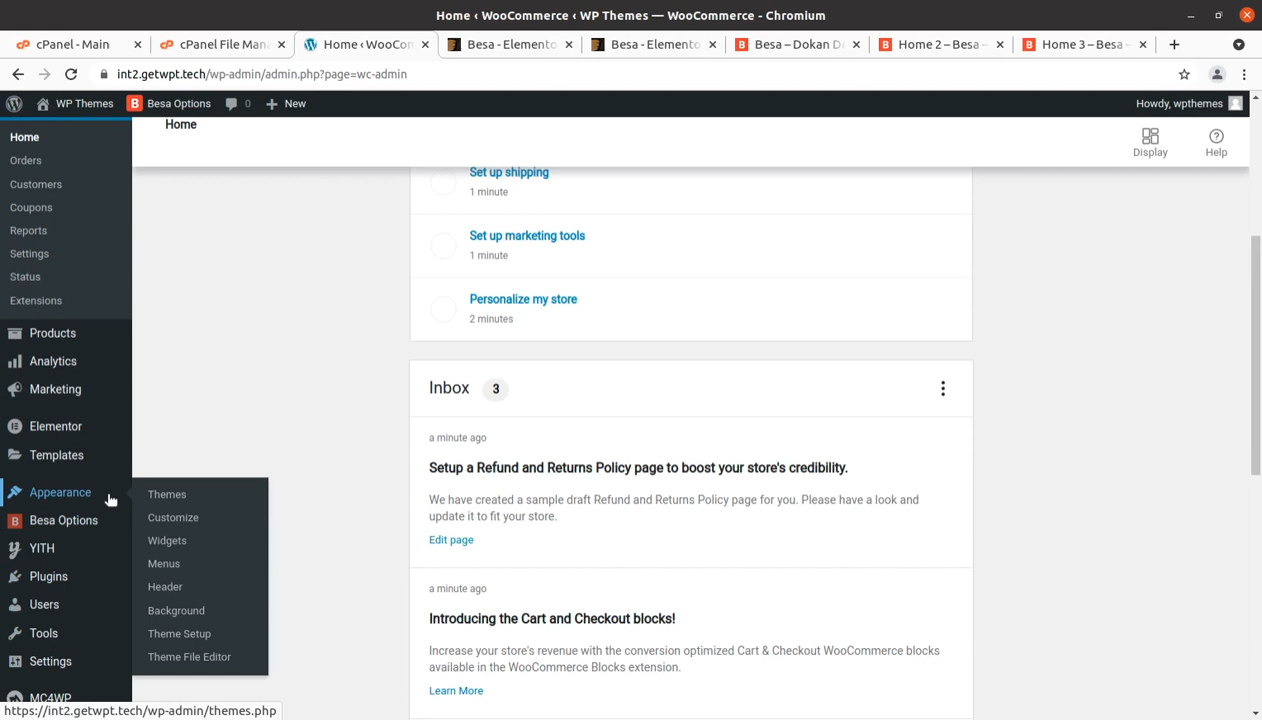 Home ‹ WooCommerce ‹ WP Themes — WooCommerce - Chromium
cPanel - Main
cPanel File Man
Home ‹ WooCom
Besa - Elemento
Besa - Elemento
Besa – Dokan D
Home 2 – Besa –
Home 3 – Besa –
int2.getwpt.tech/wp-admin/admin.php?page=wc-admin
WP Themes
B
Besa Options
0
New
Howdy, wpthemes
Home
Orders
Customers
Coupons
Reports
Settings
Status
Extensions
Products
Analytics
Marketing
Elementor
Templates
Appearance
B
Besa Options
YITH
Plugins
Users
Tools
Settings
MC4WP
Themes
Customize
Widgets
Menus
Header
Background
Theme Setup
Theme File Editor
Home
Display
Help
Set up shipping
1 minute
Set up marketing tools
1 minute
Personalize my store
2 minutes
Inbox 3
a minute ago
Setup a Refund and Returns Policy page to boost your store's credibility.
We have created a sample draft Refund and Returns Policy page for you. Please have a look and
update it to fit your store.
Edit page
a minute ago
Introducing the Cart and Checkout blocks!
Increase your store's revenue with the conversion optimized Cart & Checkout WooCommerce blocks
available in the WooCommerce Blocks extension.
Learn More
https://int2.getwpt.tech/wp-admin/themes.php